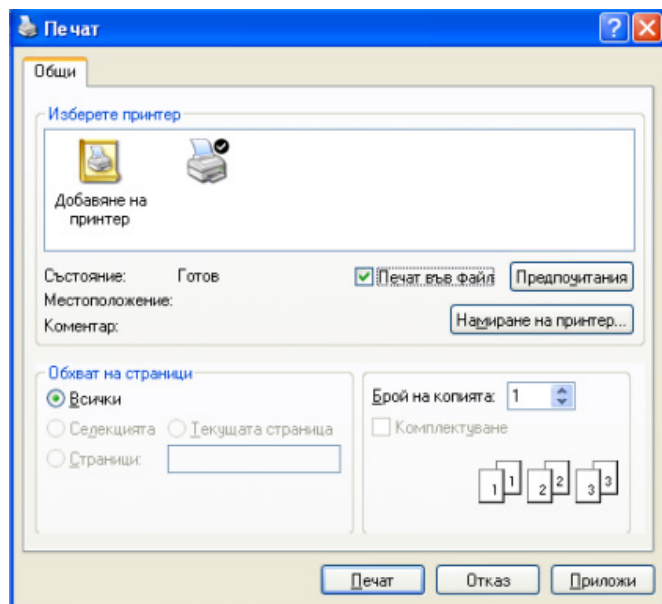 Печат
Общи
Изберете принтер
Добавяне на
принтер
Състояние: Готов
Печат във файл
Предпочитания
Местоположение:
Коментар:
Намиране на принтер...
Обхват на страници
Всички
Селекцията Текущата страница
Страници:
Брой на копията: 1
Комплектуване
1 1 2 2 3 3
Печат Отказ Приложи